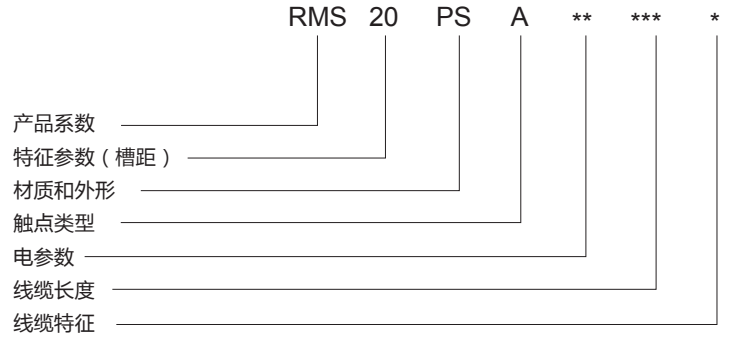 RMS 20 PS A ** *** *
产品系数
特征参数（槽距）
材质和外形
触点类型
电参数
线缆长度
线缆特征